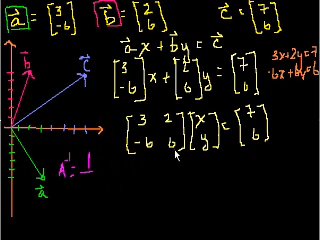 a⃗ = [3 -6] b⃗ = [2 6] c⃗ = [7 6]
a⃗x + b⃗y = c⃗
[3 -6]x + [2 6]y = [7 6]
3x+2y=7
-6x+6y=6
[3 2 -6 6][x y] = [7 6]
b⃗
c⃗
a⃗
A⁻¹ = 1